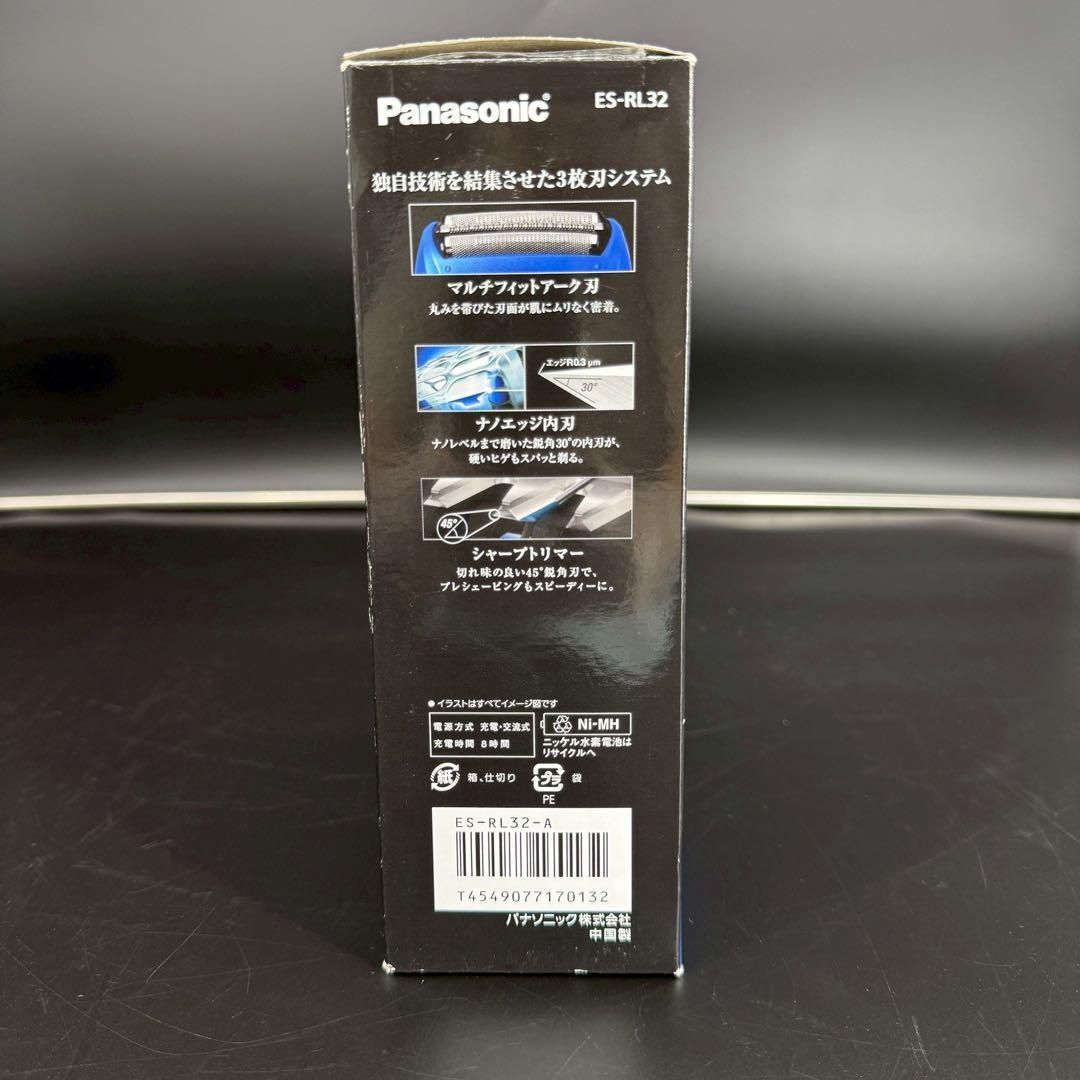 Panasonic ES-RL32
独自技術を結集させた3枚刃システム
マルチフィットアーク刃
丸みを帯びた刃面が肌にムリなく密着。
エッジR0.3 μm
30°
ナノエッジ内刃
ナノレベルまで磨いた鋭角30°の内刃が、
硬いヒゲもスパッと剃る。
45°
シャープトリマー
切れ味の良い45°鋭角刃で、
プレシェービングもスピーディーに。
●イラストはすべてイメージ図です
電源方式 充電・交流式
充電時間 8時間
Ni-MH
ニッケル水素電池は
リサイクルへ
紙 箱、仕切り
プラ 袋
PE
ES-RL32-A
T4549077170132
パナソニック株式会社
中国製